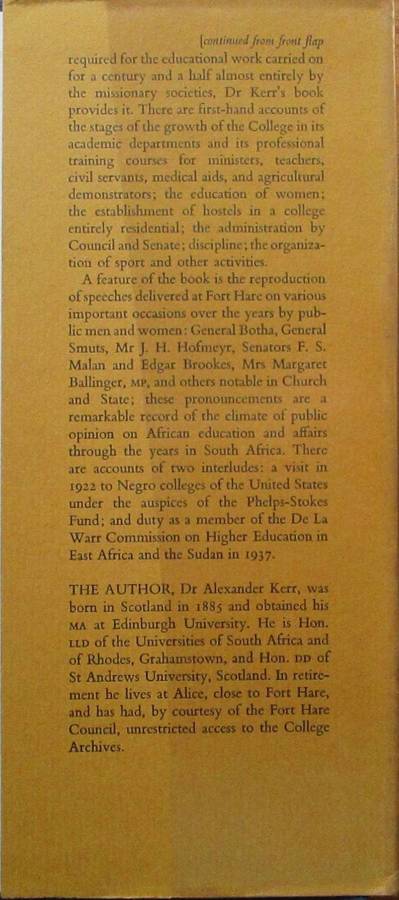 [continued from front flap
required for the educational work carried on
for a century and a half almost entirely by
the missionary societies, Dr Kerr's book
provides it. There are first-hand accounts of
the stages of the growth of the College in its
academic departments and its professional
training courses for ministers, teachers,
civil servants, medical aids, and agricultural
demonstrators; the education of women;
the establishment of hostels in a college
entirely residential; the administration by
Council and Senate; discipline; the organiza-
tion of sport and other activities.
A feature of the book is the reproduction
of speeches delivered at Fort Hare on various
important occasions over the years by pub-
lic men and women: General Botha, General
Smuts, Mr J. H. Hofmeyr, Senators F. S.
Malan and Edgar Brookes, Mrs Margaret
Ballinger, MP, and others notable in Church
and State; these pronouncements are a
remarkable record of the climate of public
opinion on African education and affairs
through the years in South Africa. There
are accounts of two interludes: a visit in
1922 to Negro colleges of the United States
under the auspices of the Phelps-Stokes
Fund; and duty as a member of the De La
Warr Commission on Higher Education in
East Africa and the Sudan in 1937.
THE AUTHOR, Dr Alexander Kerr, was
born in Scotland in 1885 and obtained his
MA at Edinburgh University. He is Hon.
LLD of the Universities of South Africa and
of Rhodes, Grahamstown, and Hon. DD of
St Andrews University, Scotland. In retire-
ment he lives at Alice, close to Fort Hare,
and has had, by courtesy of the Fort Hare
Council, unrestricted access to the College
Archives.